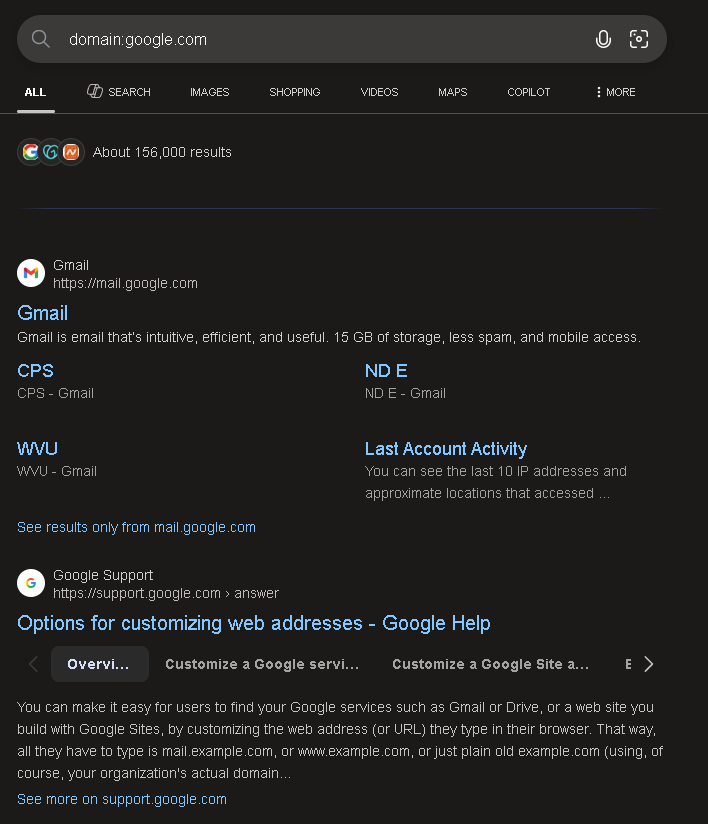 domain:google.com
ALL SEARCH IMAGES SHOPPING VIDEOS MAPS COPILOT MORE
About 156,000 results
Gmail
https://mail.google.com
Gmail
Gmail is email that's intuitive, efficient, and useful. 15 GB of storage, less spam, and mobile access.
CPS
CPS - Gmail
ND E
ND E - Gmail
WVU
WVU - Gmail
Last Account Activity
You can see the last 10 IP addresses and
approximate locations that accessed ...
See results only from mail.google.com
Google Support
https://support.google.com › answer
Options for customizing web addresses - Google Help
Overvi... Customize a Google servi... Customize a Google Site a... E
You can make it easy for users to find your Google services such as Gmail or Drive, or a web site you
build with Google Sites, by customizing the web address (or URL) they type in their browser. That way,
all they have to type is mail.example.com, or www.example.com, or just plain old example.com (using, of
course, your organization's actual domain...
See more on support.google.com